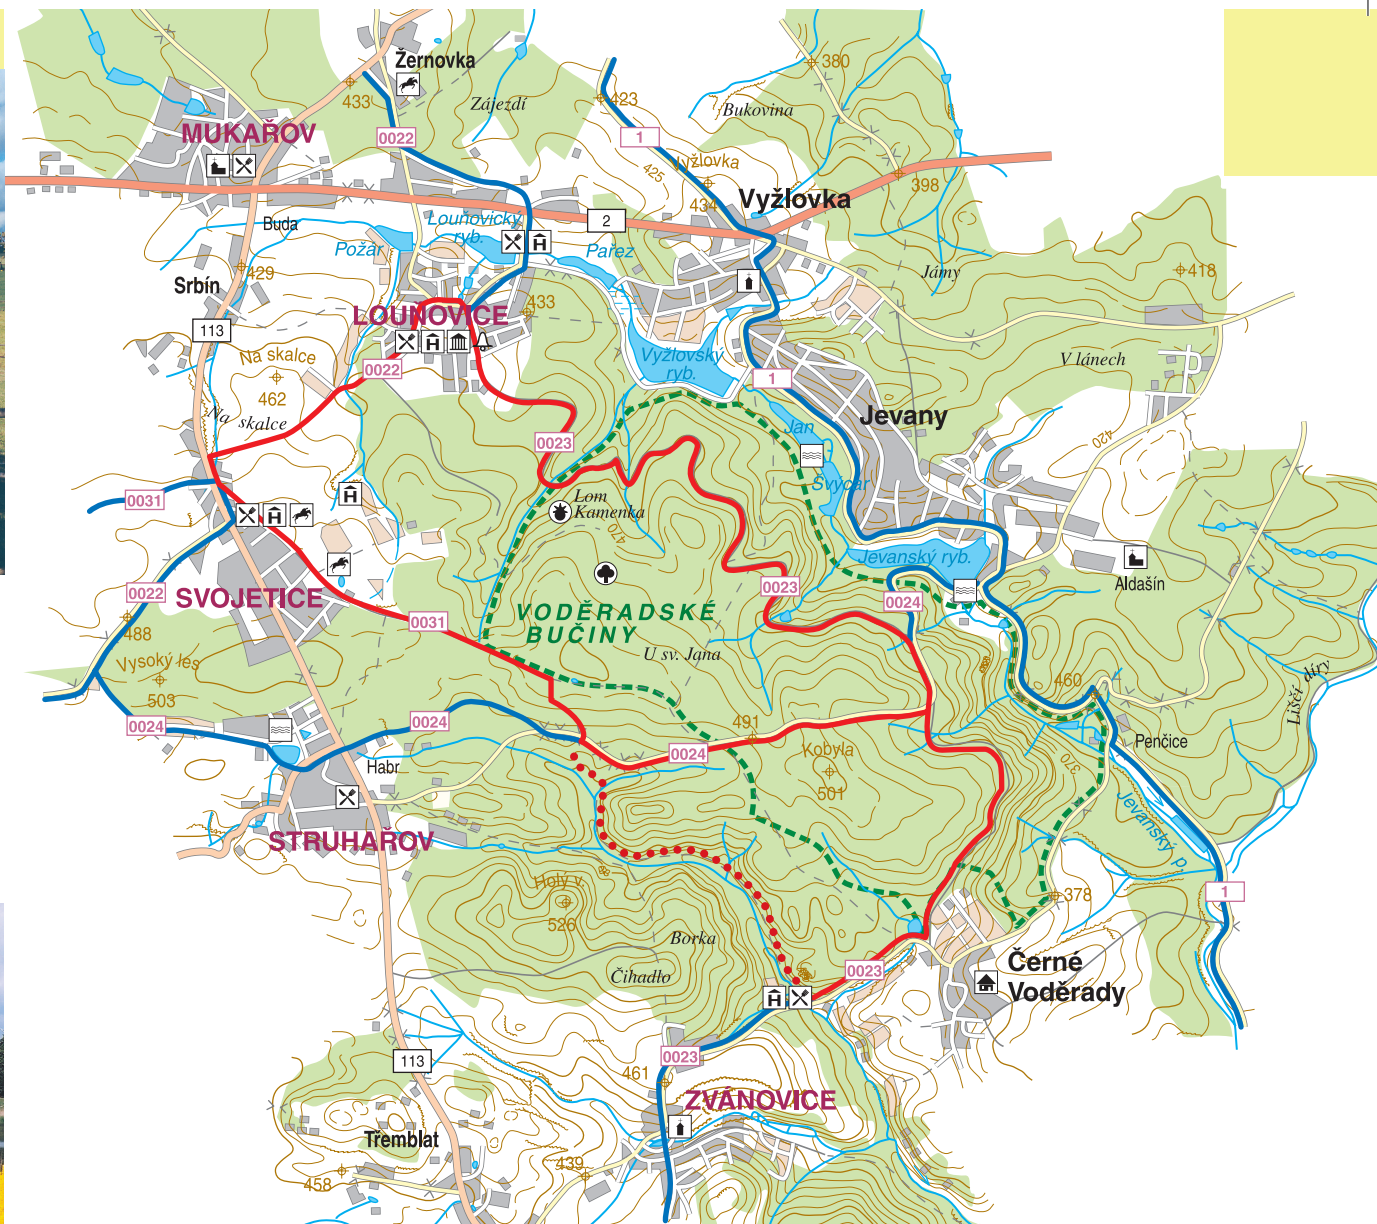 Žernovka
380
433
423
Zájezdí
Bukovina
MUKAŘOV
0022
1
Vyžlovka
425
398
434
Vyžlovka
Louňovický
ryb.
2
Buda
Požár
Pařez
Jámy
418
Srbín
429
433
LOUŇOVICE
113
Na skalce
Vyžlovský
ryb.
V lánech
0022
1
462
Na skalce
Jan
Jevany
420
0023
Švýcar
Lom
Kamenka
0031
470
Jevanský ryb.
Aldašín
0022
SVOJETICE
0023
0024
VODĚRADSKÉ
BUČINY
0031
488
U sv. Jana
Vysoký les
503
460
Liščí díry
0024
0024
491
Penčice
0024
Kobyla
Habr
370
501
Jevanský p.
STRUHAŘOV
Holý v.
1
378
526
Borka
Čihadlo
0023
Černé
Voděrady
0023
113
461
ZVÁNOVICE
Třemblat
439
458